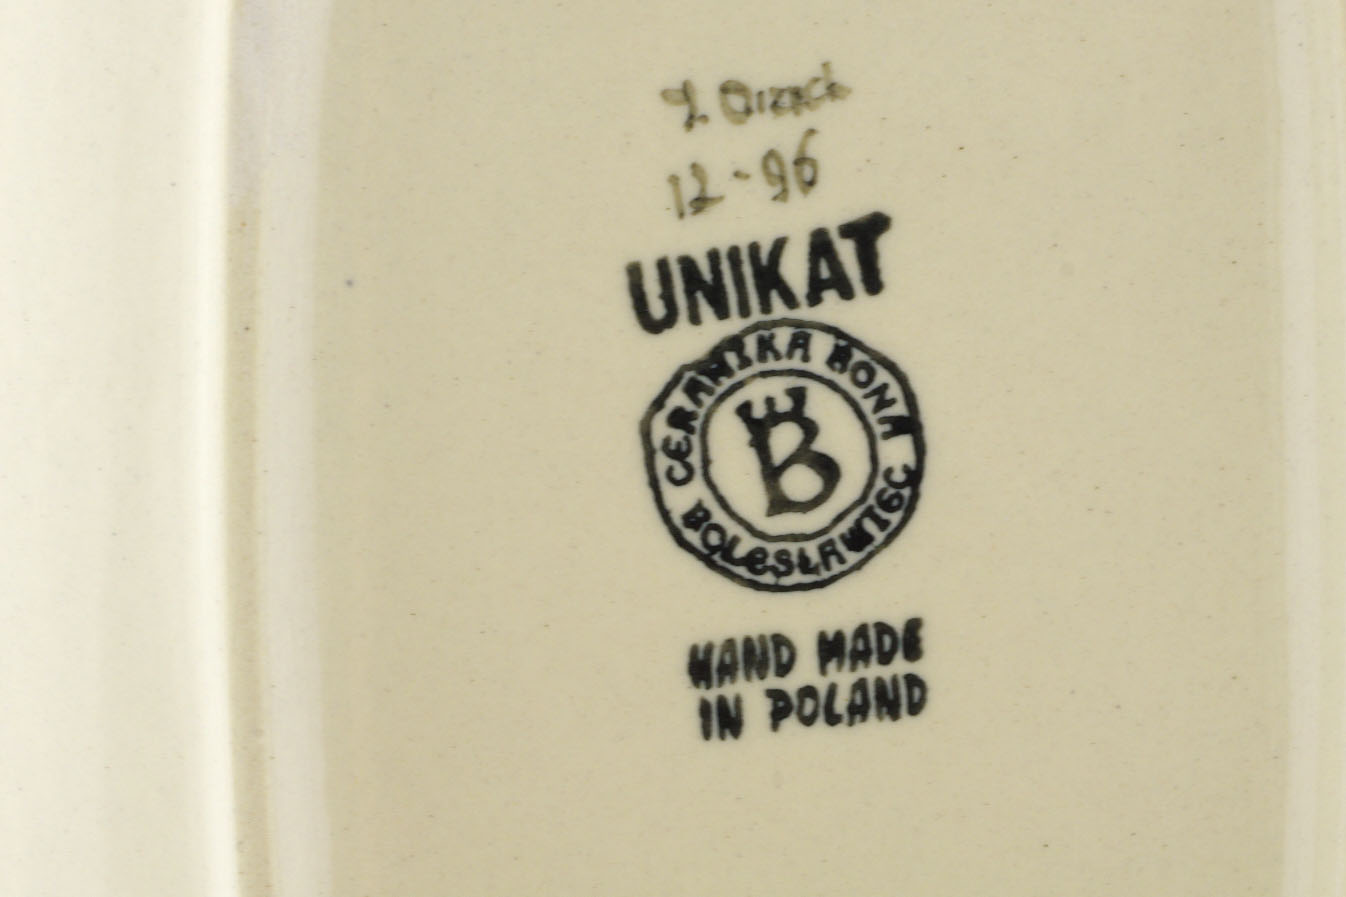 12-96
UNIKAT
CERAMIKA BONA
B
BOLESŁAWIEC
HAND MADE
IN POLAND